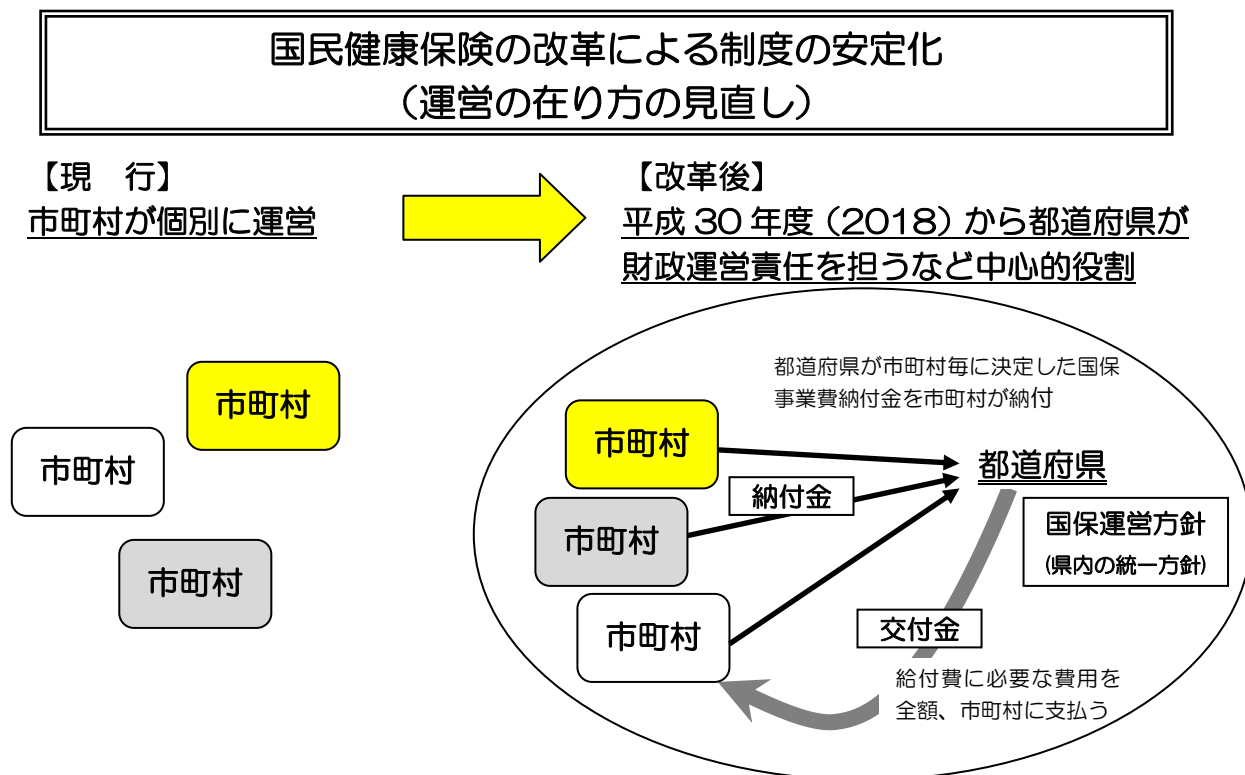 国民健康保険の改革による制度の安定化
（運営の在り方の見直し）
【現　行】
市町村が個別に運営
【改革後】
平成 30 年度（2018）から都道府県が
財政運営責任を担うなど中心的役割
市町村
市町村
市町村
都道府県が市町村毎に決定した国保
事業費納付金を市町村が納付
市町村
市町村
市町村
納付金
都道府県
国保運営方針
(県内の統一方針)
交付金
給付費に必要な費用を
全額、市町村に支払う